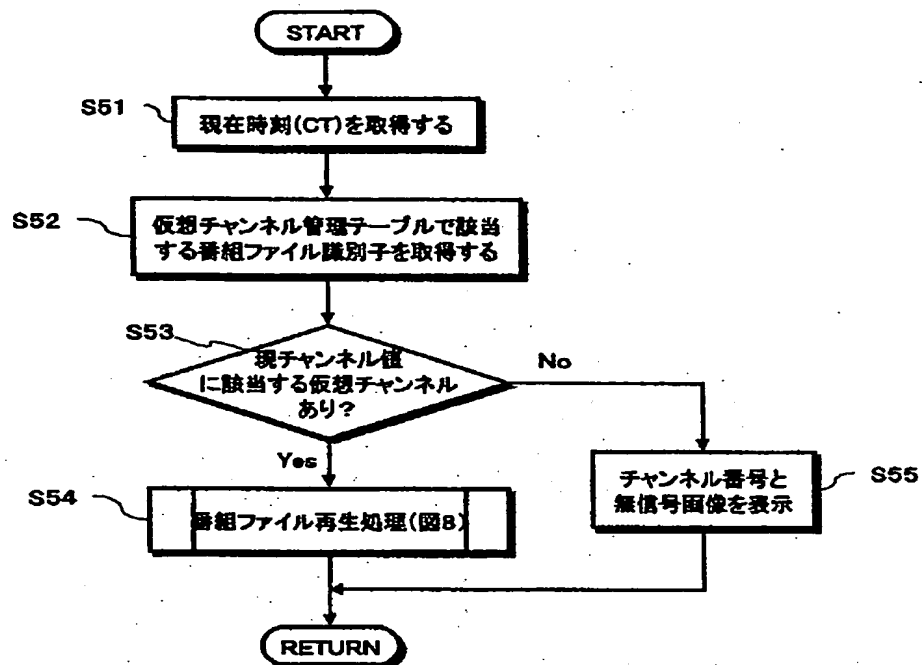 START
S51
現在時刻(CT)を取得する
S52
仮想チャンネル管理テーブルで該当
する番組ファイル識別子を取得する
S53
現チャンネル値
に該当する仮想チャンネル
あり?
No
Yes
S54
番組ファイル再生処理(図8)
チャンネル番号と
無信号画像を表示
S55
RETURN